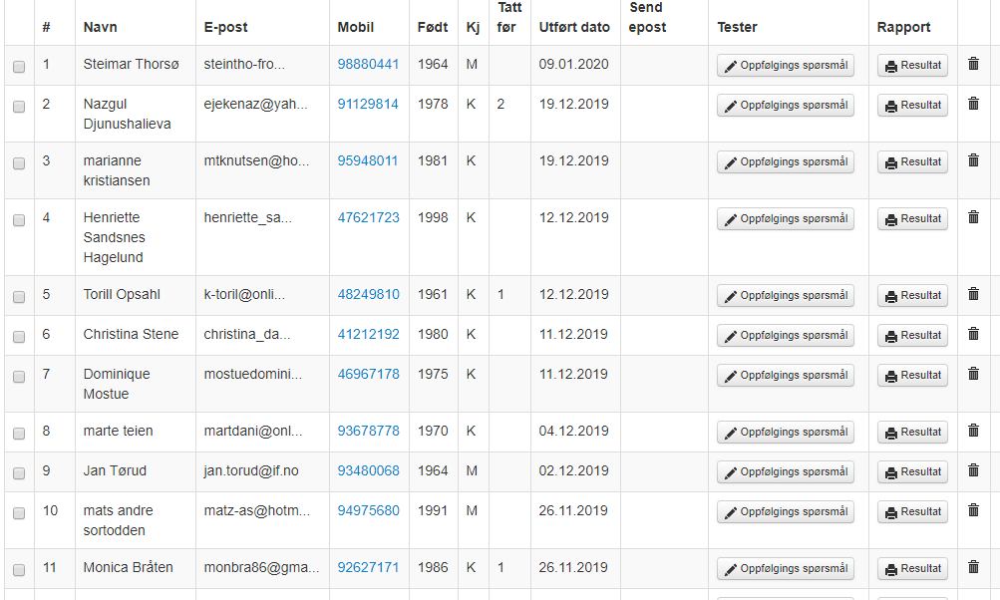 # Navn E-post Mobil Født Kj Tatt før Utført dato Send epost Tester Rapport
1 Steimar Thorsø steintho-fro... 98880441 1964 M 09.01.2020 Oppfølgings spørsmål Resultat
2 Nazgul Djunushalieva ejekenaz@yah... 91129814 1978 K 2 19.12.2019 Oppfølgings spørsmål Resultat
3 marianne kristiansen mtknutsen@ho... 95948011 1981 K 19.12.2019 Oppfølgings spørsmål Resultat
4 Henriette Sandsnes Hagelund henriette_sa... 47621723 1998 K 12.12.2019 Oppfølgings spørsmål Resultat
5 Torill Opsahl k-toril@onli... 48249810 1961 K 1 12.12.2019 Oppfølgings spørsmål Resultat
6 Christina Stene christina_da... 41212192 1980 K 11.12.2019 Oppfølgings spørsmål Resultat
7 Dominique Mostue mostuedomini... 46967178 1975 K 11.12.2019 Oppfølgings spørsmål Resultat
8 marte teien martdani@onl... 93678778 1970 K 04.12.2019 Oppfølgings spørsmål Resultat
9 Jan Tørud jan.torud@if.no 93480068 1964 M 02.12.2019 Oppfølgings spørsmål Resultat
10 mats andre sortodden matz-as@hotm... 94975680 1991 M 26.11.2019 Oppfølgings spørsmål Resultat
11 Monica Bråten monbra86@gma... 92627171 1986 K 1 26.11.2019 Oppfølgings spørsmål Resultat